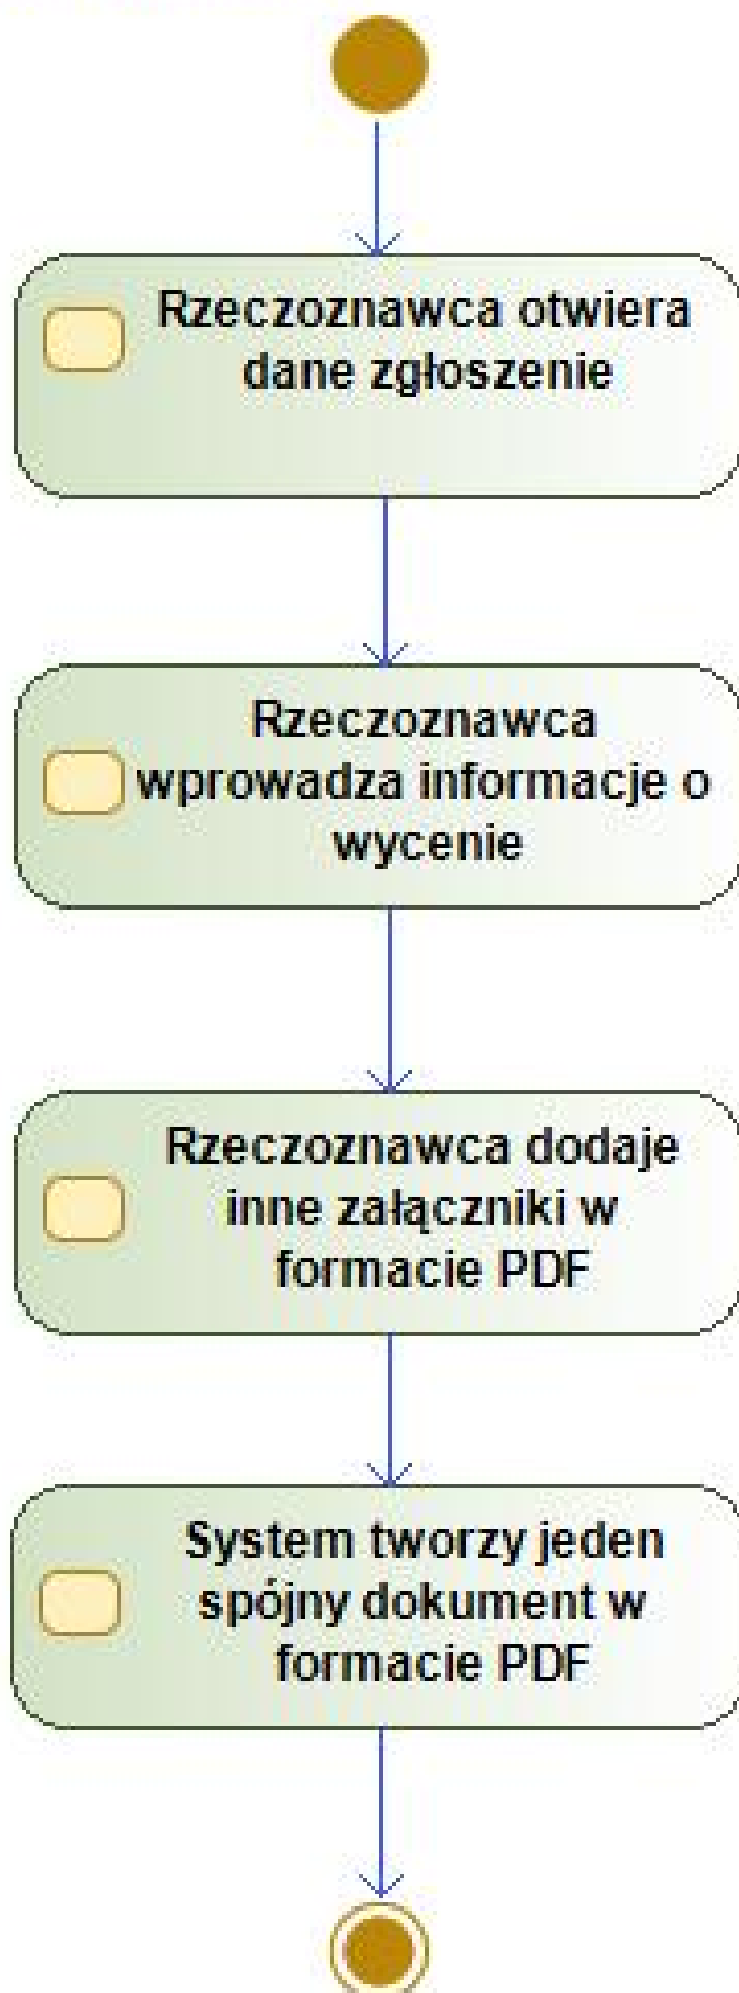 Rzeczoznawca otwiera
dane zgłoszenie
Rzeczoznawca
wprowadza informacje o
wycenie
Rzeczoznawca dodaje
inne załączniki w
formacie PDF
System tworzy jeden
spójny dokument w
formacie PDF